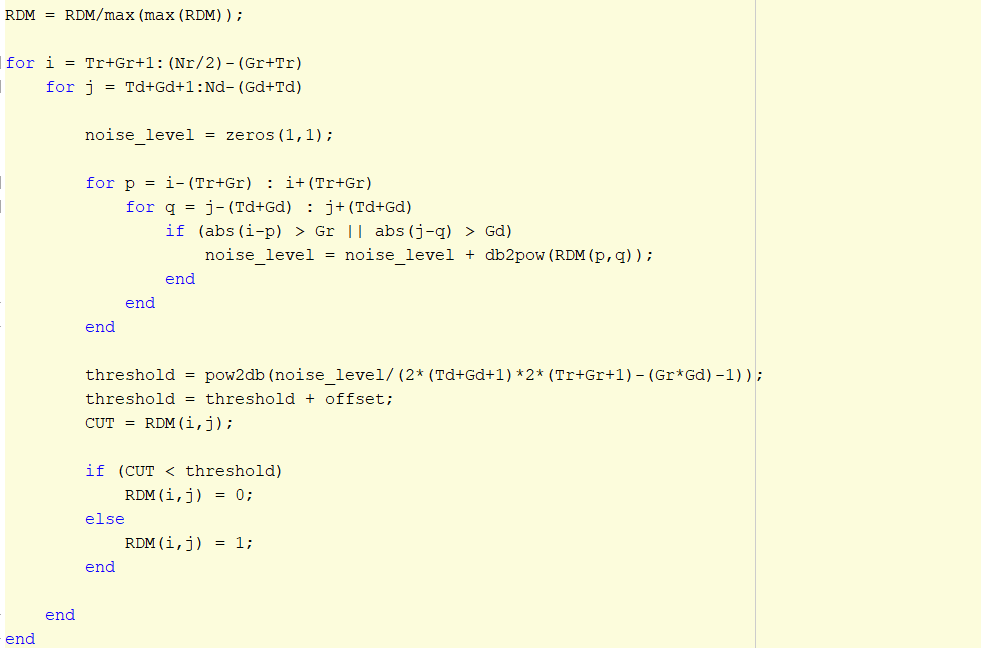 RDM = RDM/max(max(RDM));
for i = Tr+Gr+1:(Nr/2)-(Gr+Tr)
for j = Td+Gd+1:Nd-(Gd+Td)
noise_level = zeros(1,1);
for p = i-(Tr+Gr) : i+(Tr+Gr)
for q = j-(Td+Gd) : j+(Td+Gd)
if (abs(i-p) > Gr || abs(j-q) > Gd)
noise_level = noise_level + db2pow(RDM(p,q));
end
end
end
threshold = pow2db(noise_level/(2*(Td+Gd+1)*2*(Tr+Gr+1)-(Gr*Gd)-1));
threshold = threshold + offset;
CUT = RDM(i,j);
if (CUT < threshold)
RDM(i,j) = 0;
else
RDM(i,j) = 1;
end
end
end